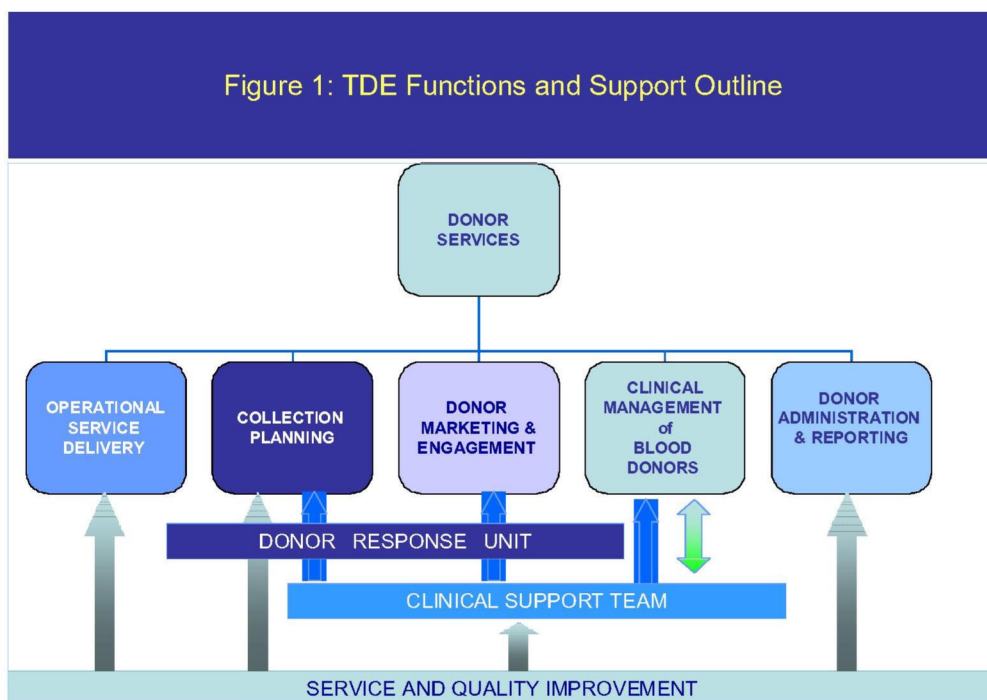 Figure 1: TDE Functions and Support Outline
DONOR
SERVICES
OPERATIONAL
SERVICE
DELIVERY
COLLECTION
PLANNING
DONOR
MARKETING &
ENGAGEMENT
CLINICAL
MANAGEMENT
of
BLOOD
DONORS
DONOR
ADMINISTRATION
& REPORTING
DONOR RESPONSE UNIT
CLINICAL SUPPORT TEAM
SERVICE AND QUALITY IMPROVEMENT